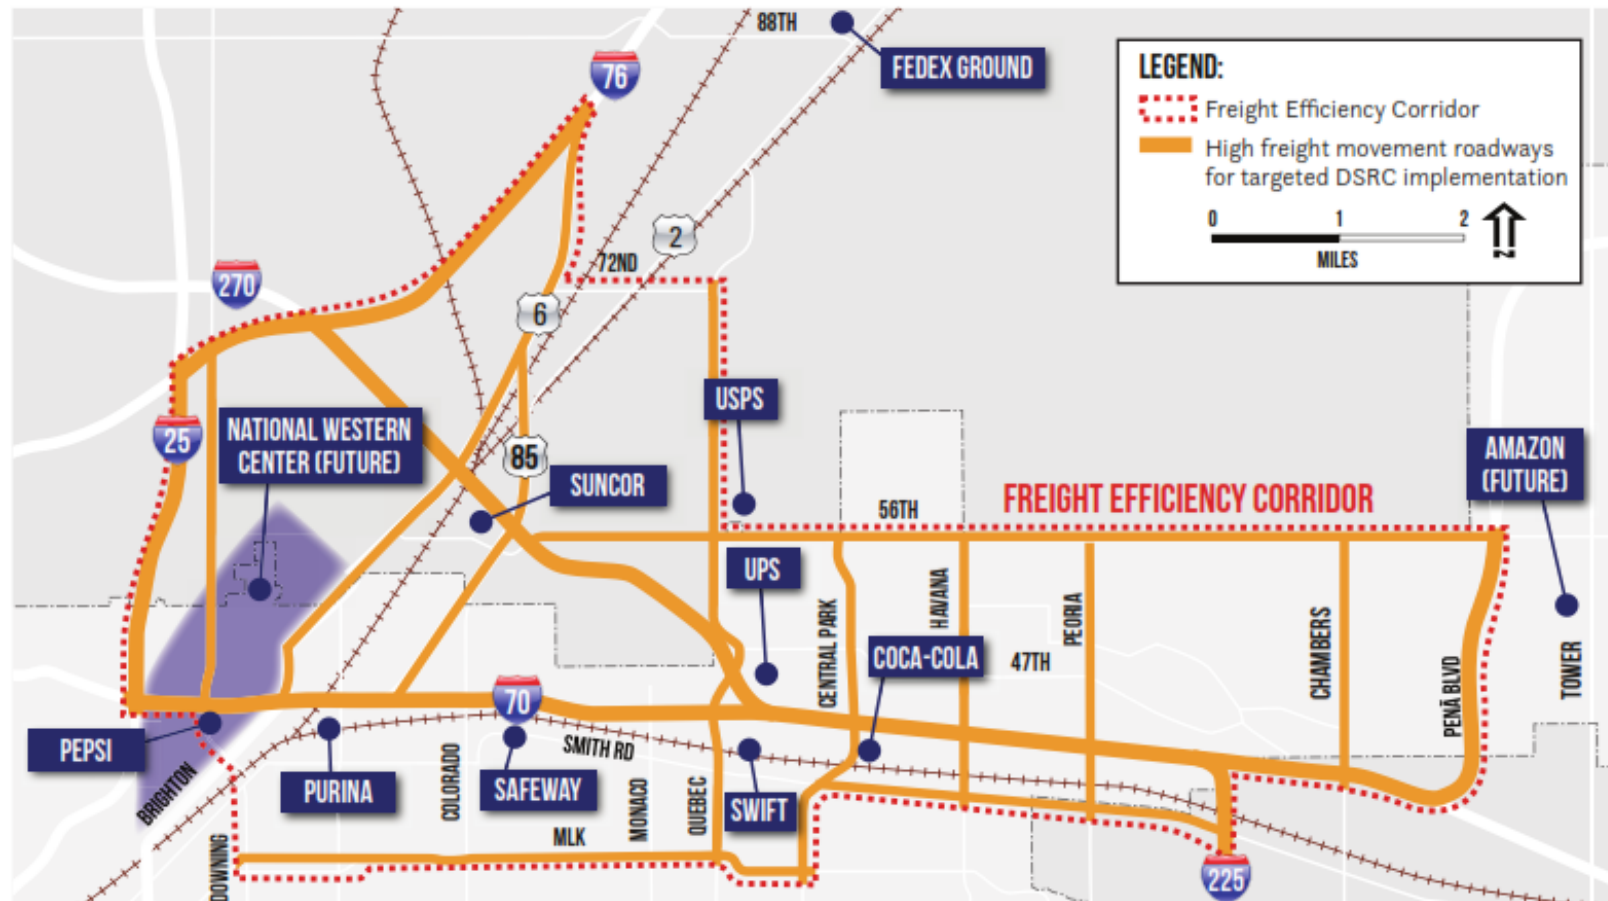 88TH
76
FEDEX GROUND
LEGEND:
Freight Efficiency Corridor
High freight movement roadways
for targeted DSRC implementation
0 1 2
MILES
N
2
72ND
270
6
USPS
25
NATIONAL WESTERN
CENTER (FUTURE)
85
SUNCOR
AMAZON
(FUTURE)
FREIGHT EFFICIENCY CORRIDOR
56TH
UPS
HAVANA
PEORIA
CENTRAL PARK
COCA-COLA
47TH
CHAMBERS
TOWER
PEÑA BLVD
70
PEPSI
SMITH RD
BRIGHTON
PURINA
COLORADO
SAFEWAY
MONACO
QUEBEC
SWIFT
MLK
DOWNING
225